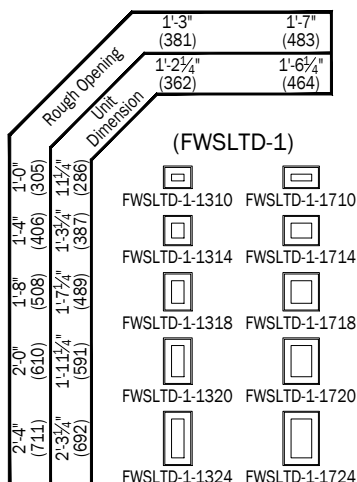 1'-3" 1'-7"
(381) (483)
Rough Opening
1'-2¼" 1'-6¼"
(362) (464)
Unit
Dimension
(FWSLTD-1)
1'-0" 11¼"
(305) (286)
FWSLTD-1-1310 FWSLTD-1-1710
1'-4" 1'-3¼"
(406) (387)
FWSLTD-1-1314 FWSLTD-1-1714
1'-8" 1'-7¼"
(508) (489)
FWSLTD-1-1318 FWSLTD-1-1718
2'-0" 1'-11¼"
(610) (591)
FWSLTD-1-1320 FWSLTD-1-1720
2'-4" 2'-3¼"
(711) (692)
FWSLTD-1-1324 FWSLTD-1-1724